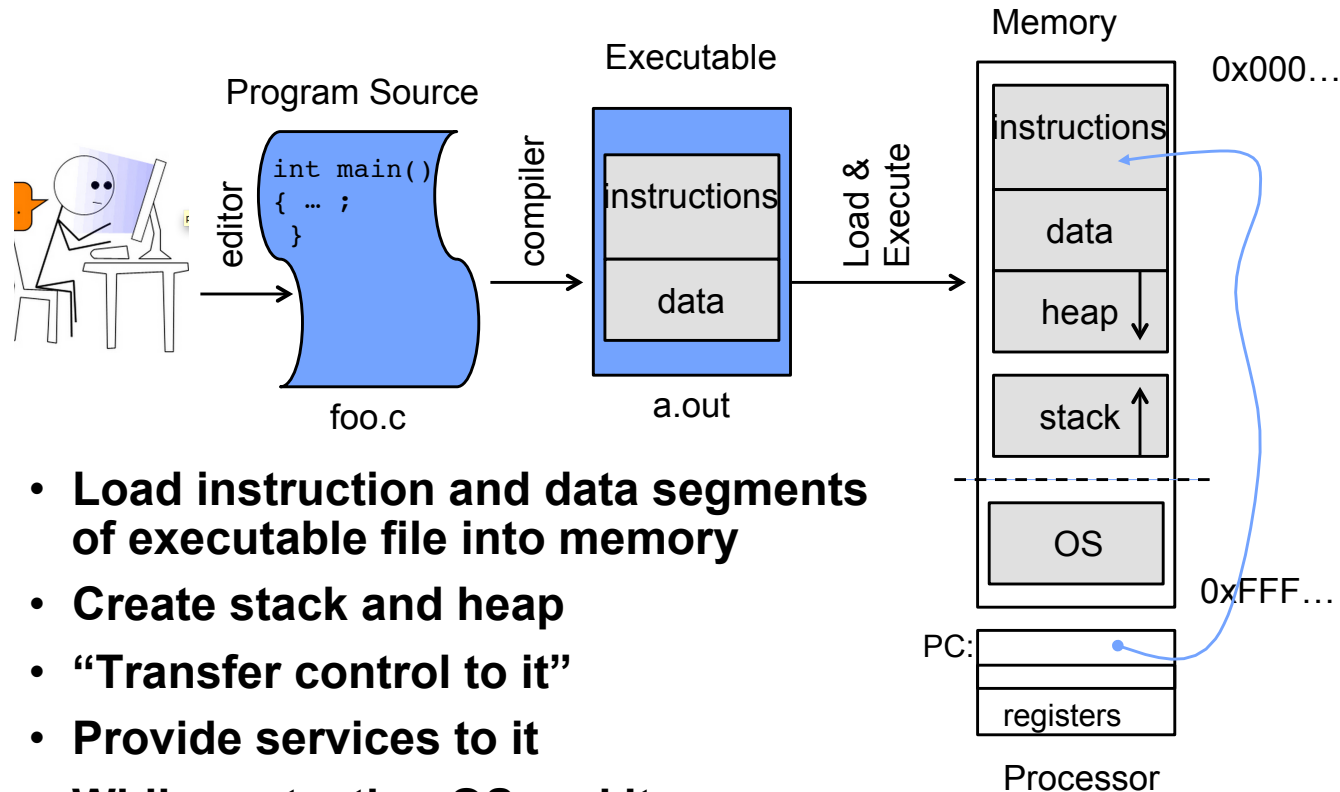 Memory
0x000…
Executable
Program Source
editor
int main()
{ … ;
}
foo.c
compiler
instructions
data
a.out
Load &
Execute
instructions
data
heap
stack
OS
0xFFF…
PC:
registers
Processor
• Load instruction and data segments
of executable file into memory
• Create stack and heap
• “Transfer control to it”
• Provide services to it